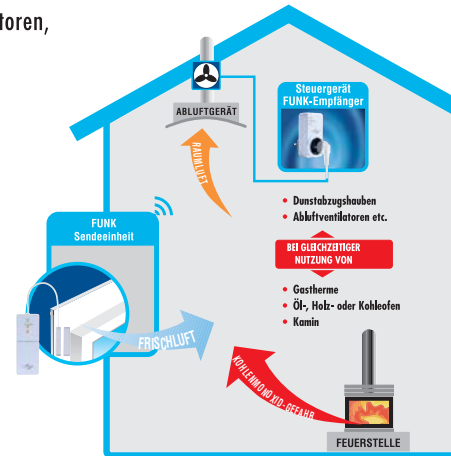 toren,
ABLUFTGERÄT
Steuergerät
FUNK-Empfänger
RAUMLUFT
• Dunstabzugshauben
• Abluftventilatoren etc.
BEI GLEICHZEITIGER
NUTZUNG VON
• Gastherme
• Öl-, Holz- oder Kohleofen
• Kamin
FUNK
Sendeeinheit
FRISCHLUFT
KOHLENMONOXID-GEFAHR
FEUERSTELLE